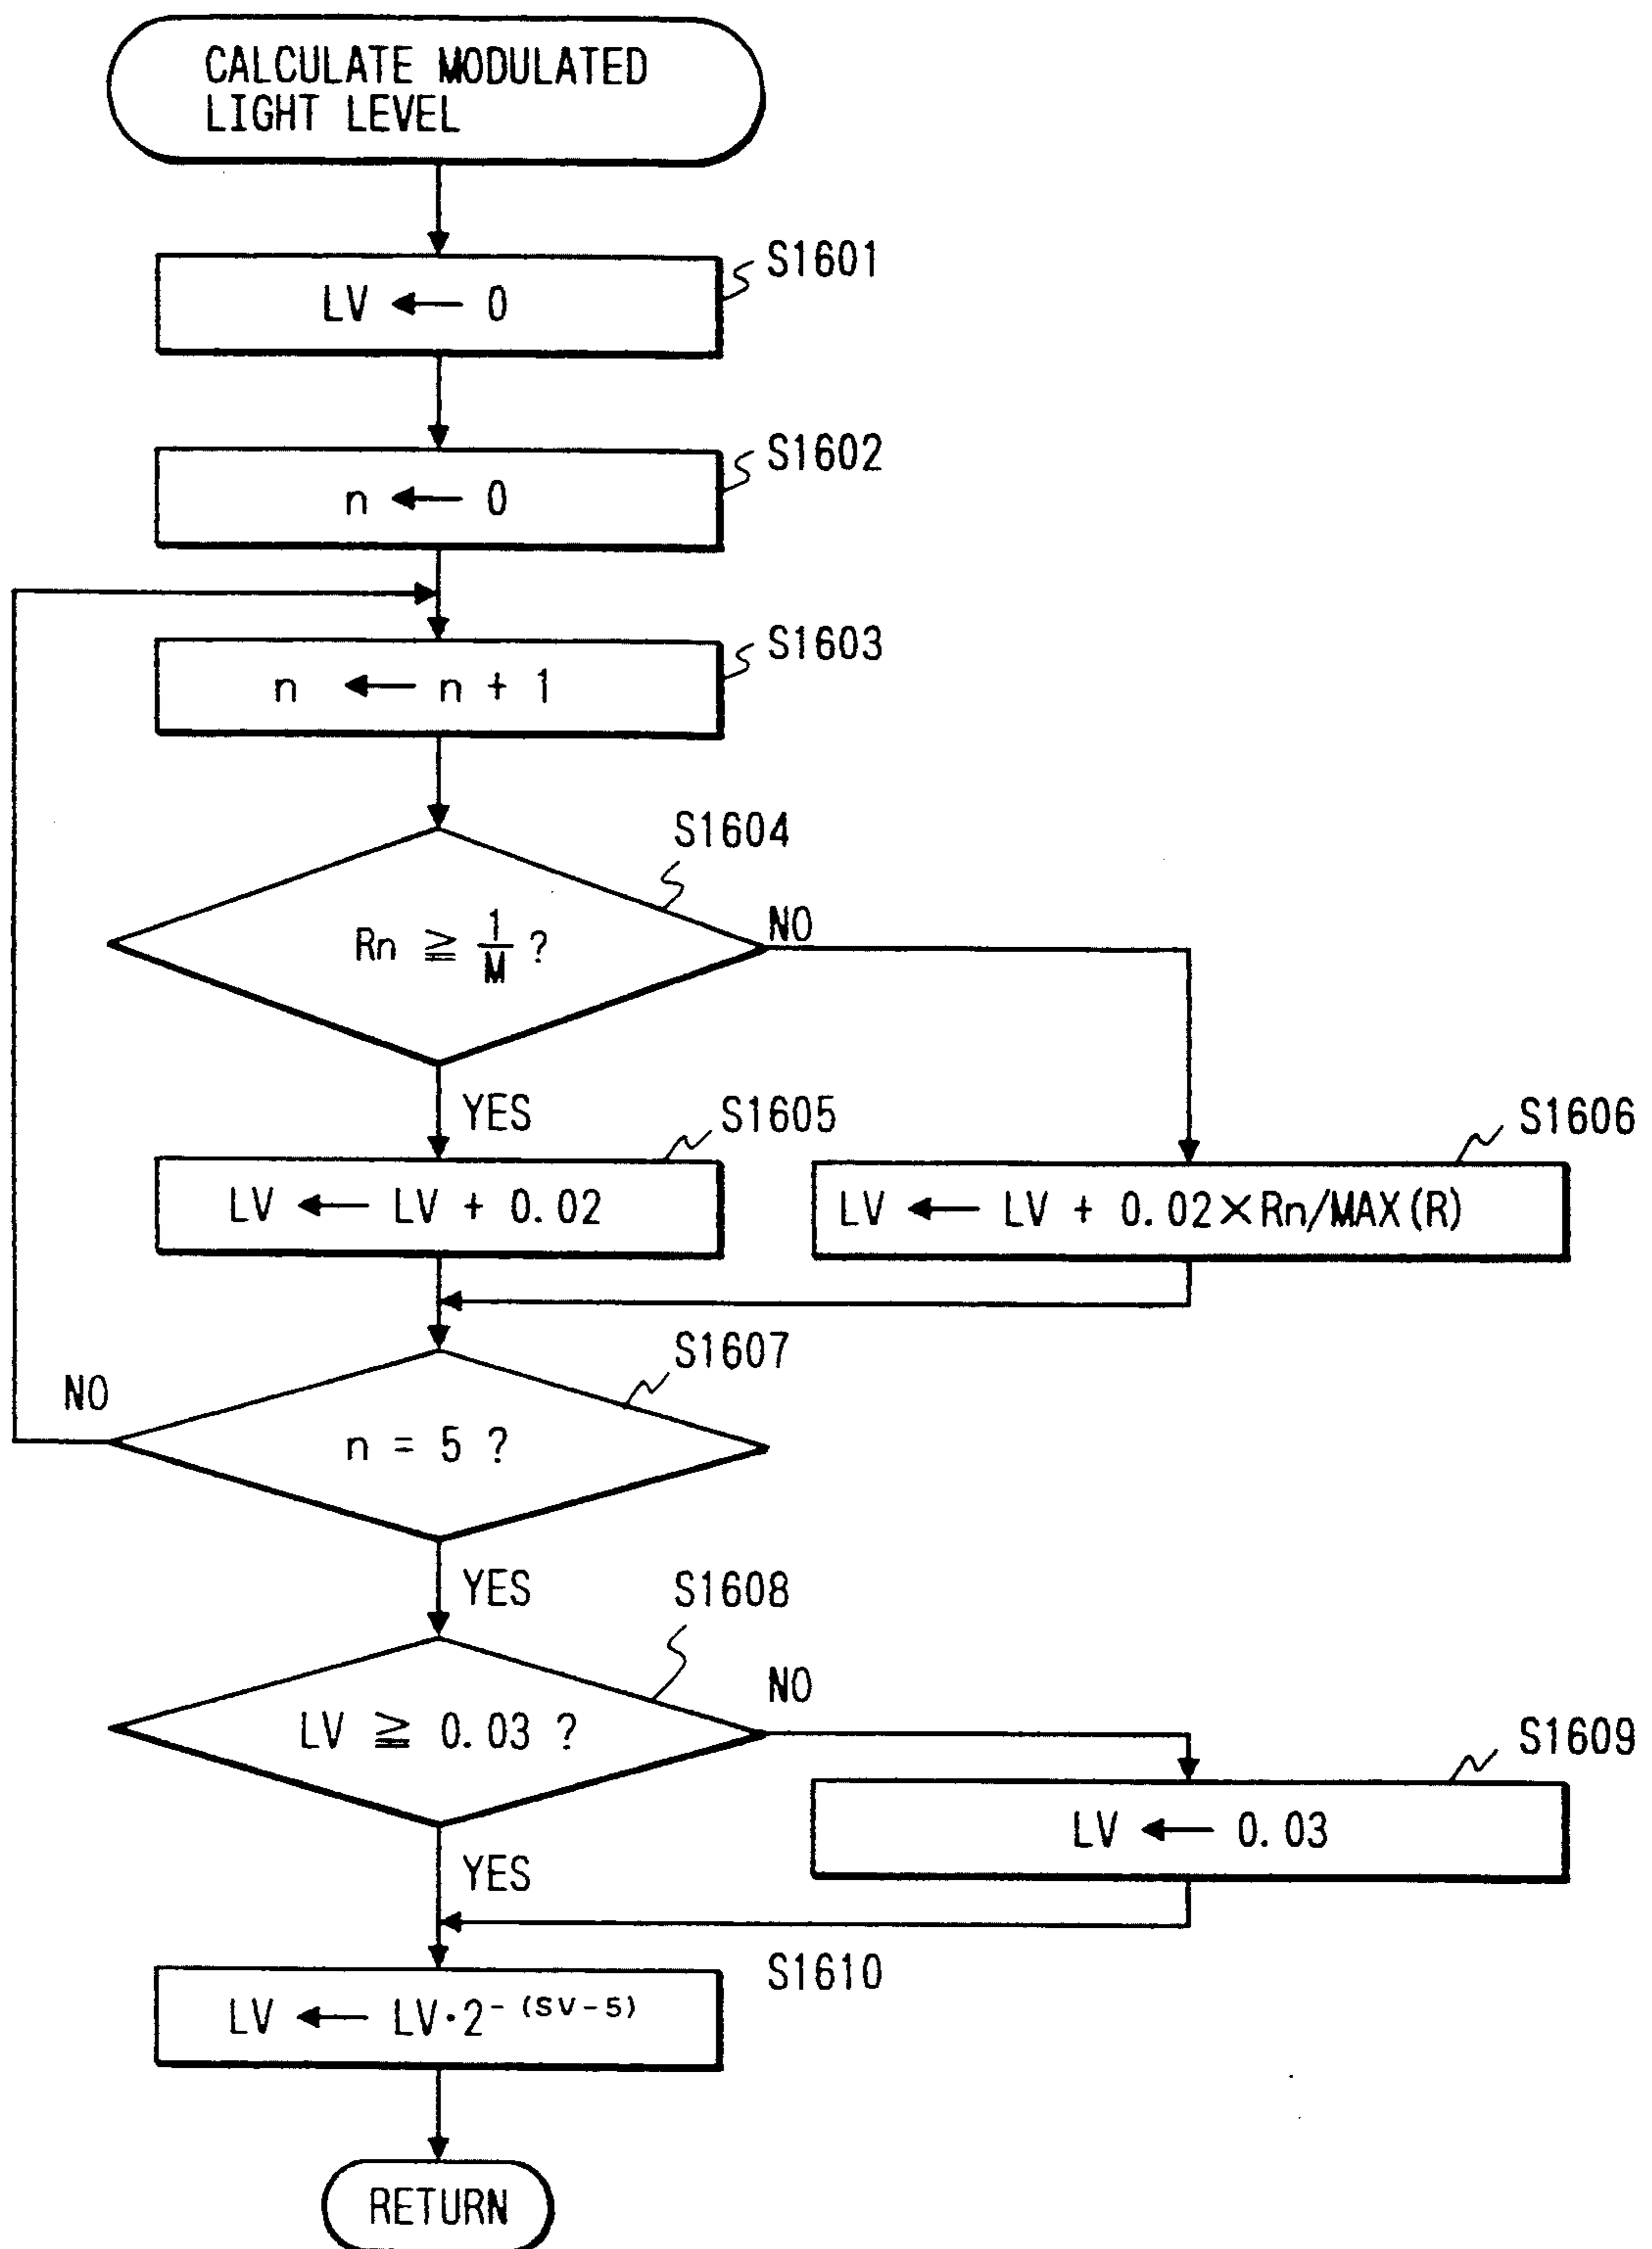 CALCULATE MODULATED
LIGHT LEVEL
S1601
LV ← 0
S1602
n ← 0
S1603
n ← n + 1
S1604
Rn ≧ 1/M ?
NO
YES
S1605
LV ← LV + 0.02
S1606
LV ← LV + 0.02×Rn/MAX(R)
S1607
NO
n = 5 ?
YES
S1608
NO
LV ≧ 0.03 ?
S1609
LV ← 0.03
YES
S1610
LV ← LV·2^-(SV-5)
RETURN